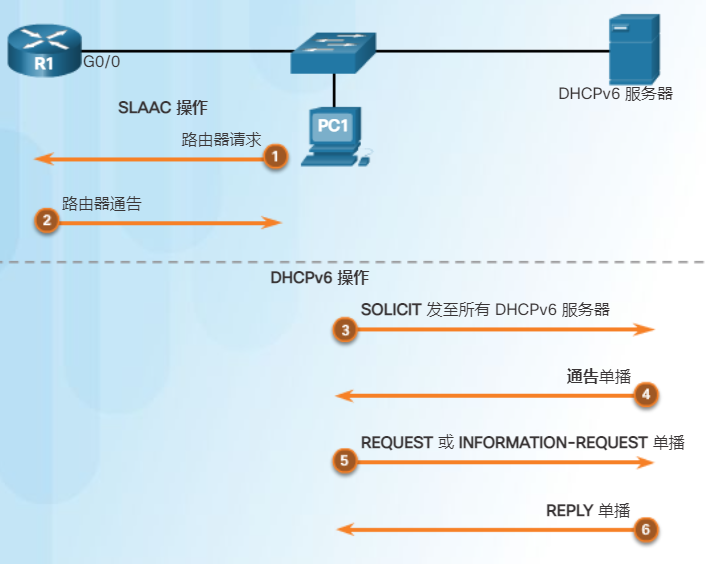 R1
G0/0
DHCPv6 服务器
SLAAC 操作
PC1
路由器请求
1
路由器通告
2
DHCPv6 操作
SOLICIT 发至所有 DHCPv6 服务器
3
通告单播
4
REQUEST 或 INFORMATION-REQUEST 单播
5
REPLY 单播
6